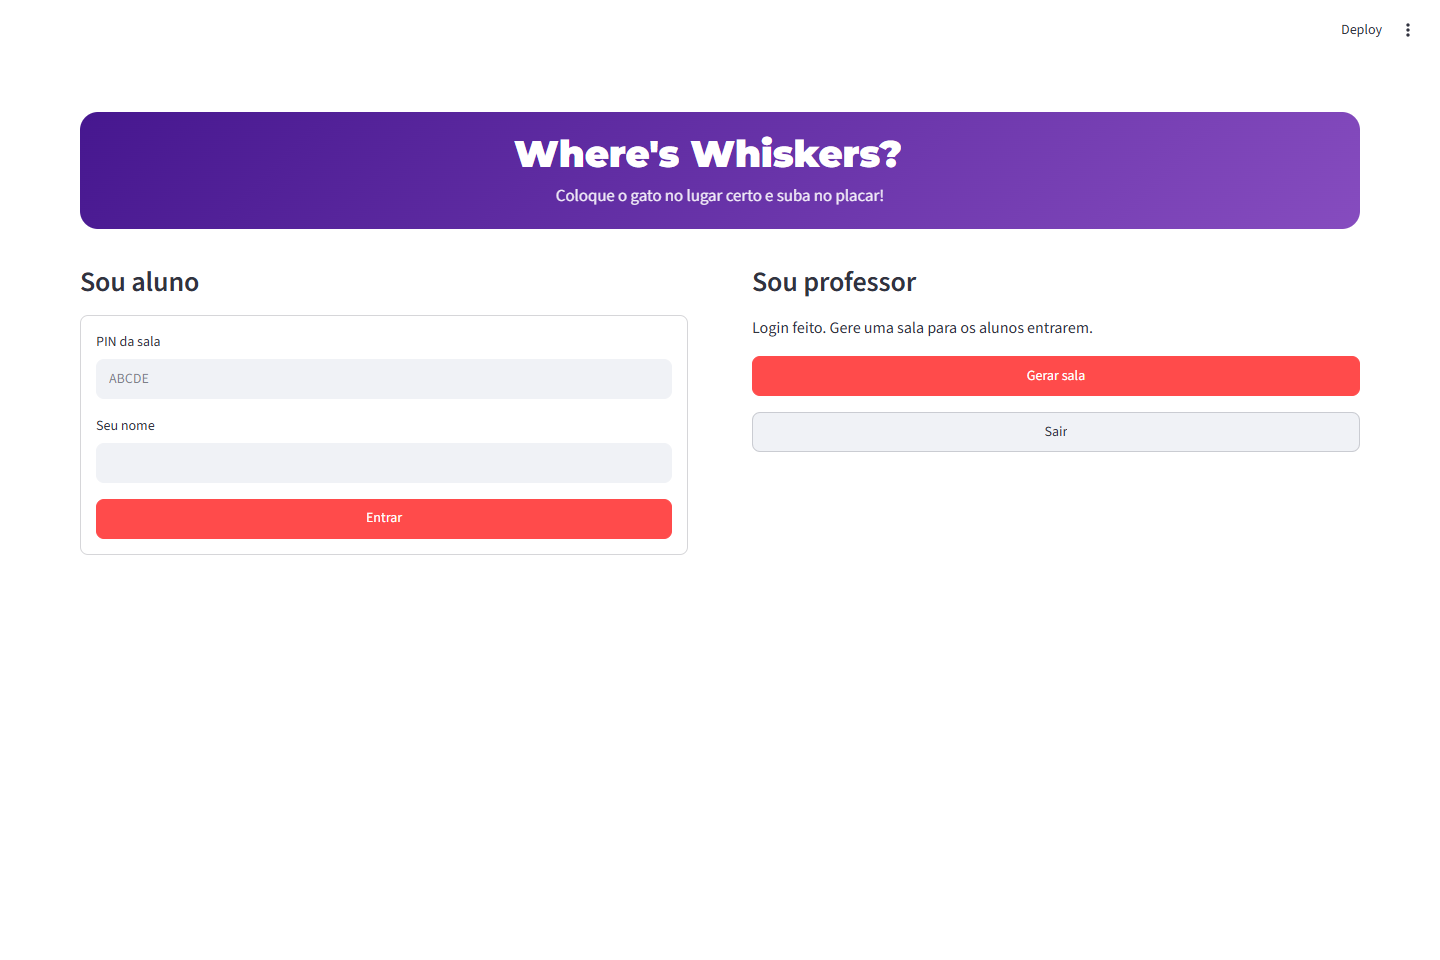 Deploy
Where's Whiskers?
Coloque o gato no lugar certo e suba no placar!
Sou aluno
PIN da sala
ABCDE
Seu nome
Entrar
Sou professor
Login feito. Gere uma sala para os alunos entrarem.
Gerar sala
Sair